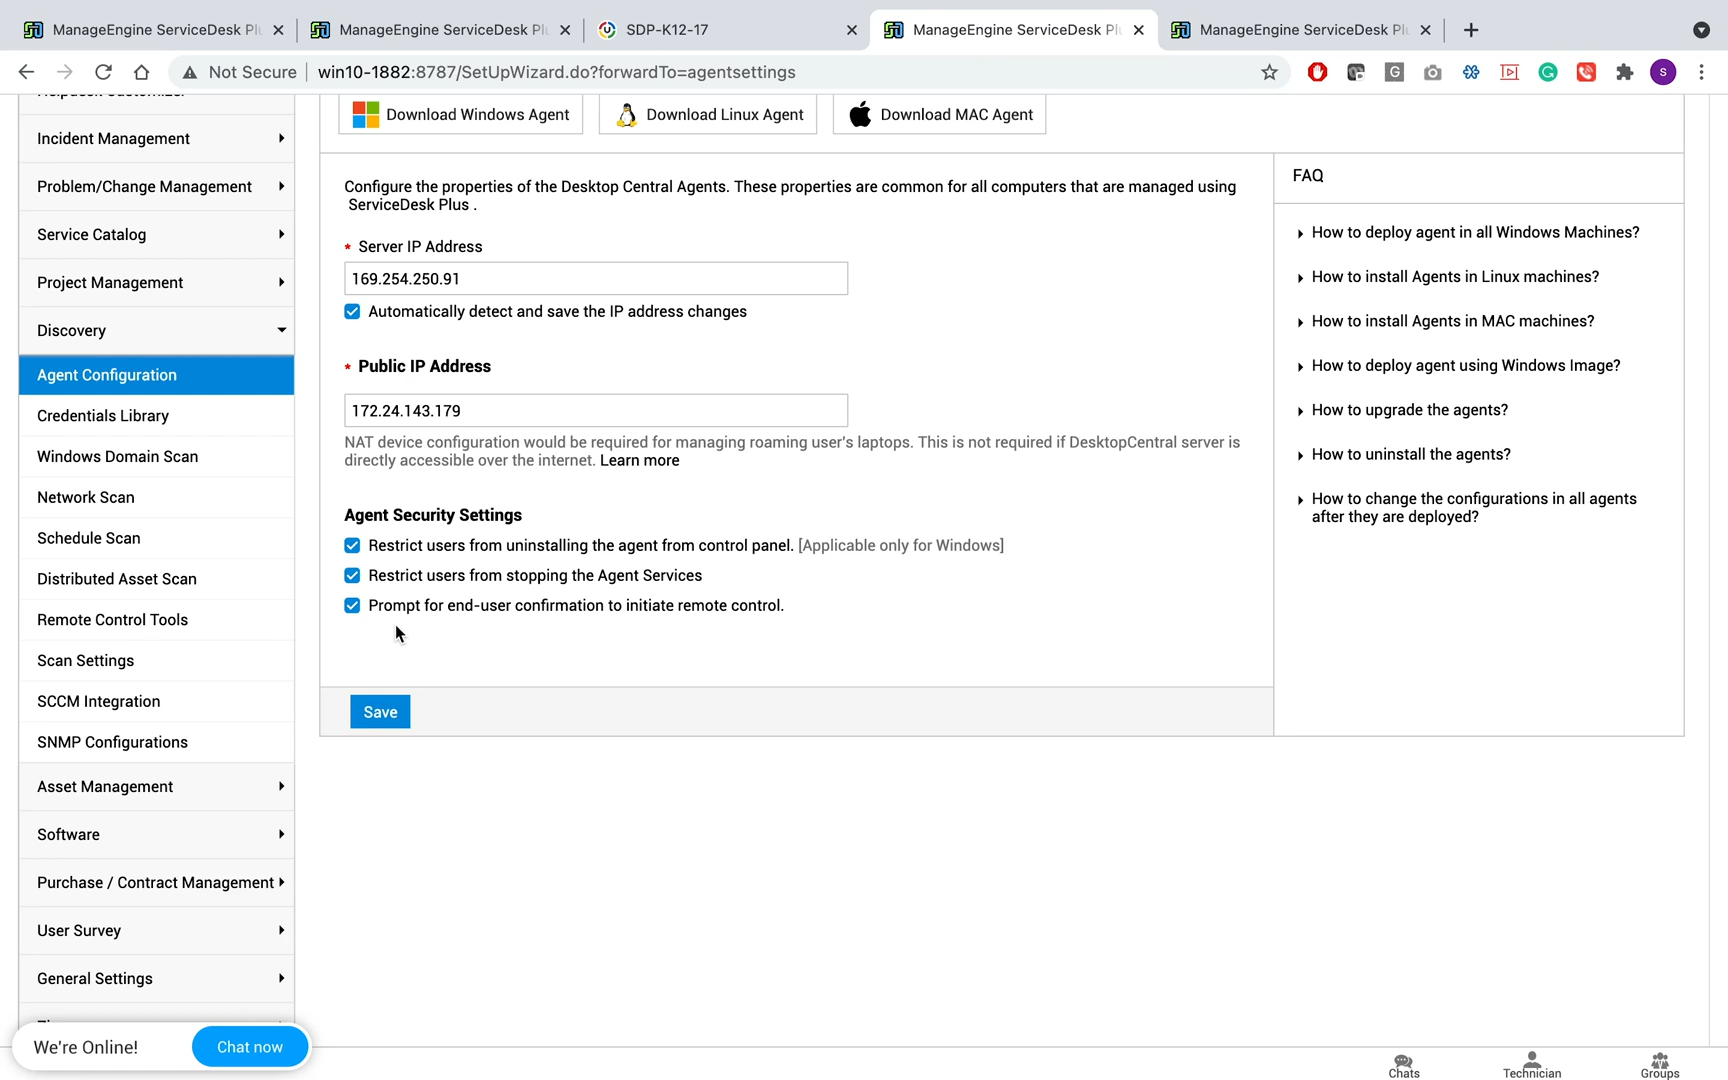 ManageEngine ServiceDesk Plu
ManageEngine ServiceDesk Plu
SDP-K12-17
ManageEngine ServiceDesk Plu
ManageEngine ServiceDesk Plu
Not Secure
win10-1882:8787/SetUpWizard.do?forwardTo=agentsettings
S
Incident Management
Problem/Change Management
Service Catalog
Project Management
Discovery
Agent Configuration
Credentials Library
Windows Domain Scan
Network Scan
Schedule Scan
Distributed Asset Scan
Remote Control Tools
Scan Settings
SCCM Integration
SNMP Configurations
Asset Management
Software
Purchase / Contract Management
User Survey
General Settings
We're Online!
Chat now
Download Windows Agent
Download Linux Agent
Download MAC Agent
Configure the properties of the Desktop Central Agents. These properties are common for all computers that are managed using
ServiceDesk Plus .
* Server IP Address
169.254.250.91
Automatically detect and save the IP address changes
* Public IP Address
172.24.143.179
NAT device configuration would be required for managing roaming user's laptops. This is not required if DesktopCentral server is
directly accessible over the internet. Learn more
Agent Security Settings
Restrict users from uninstalling the agent from control panel. [Applicable only for Windows]
Restrict users from stopping the Agent Services
Prompt for end-user confirmation to initiate remote control.
Save
FAQ
How to deploy agent in all Windows Machines?
How to install Agents in Linux machines?
How to install Agents in MAC machines?
How to deploy agent using Windows Image?
How to upgrade the agents?
How to uninstall the agents?
How to change the configurations in all agents
after they are deployed?
Chats
Technician
Groups